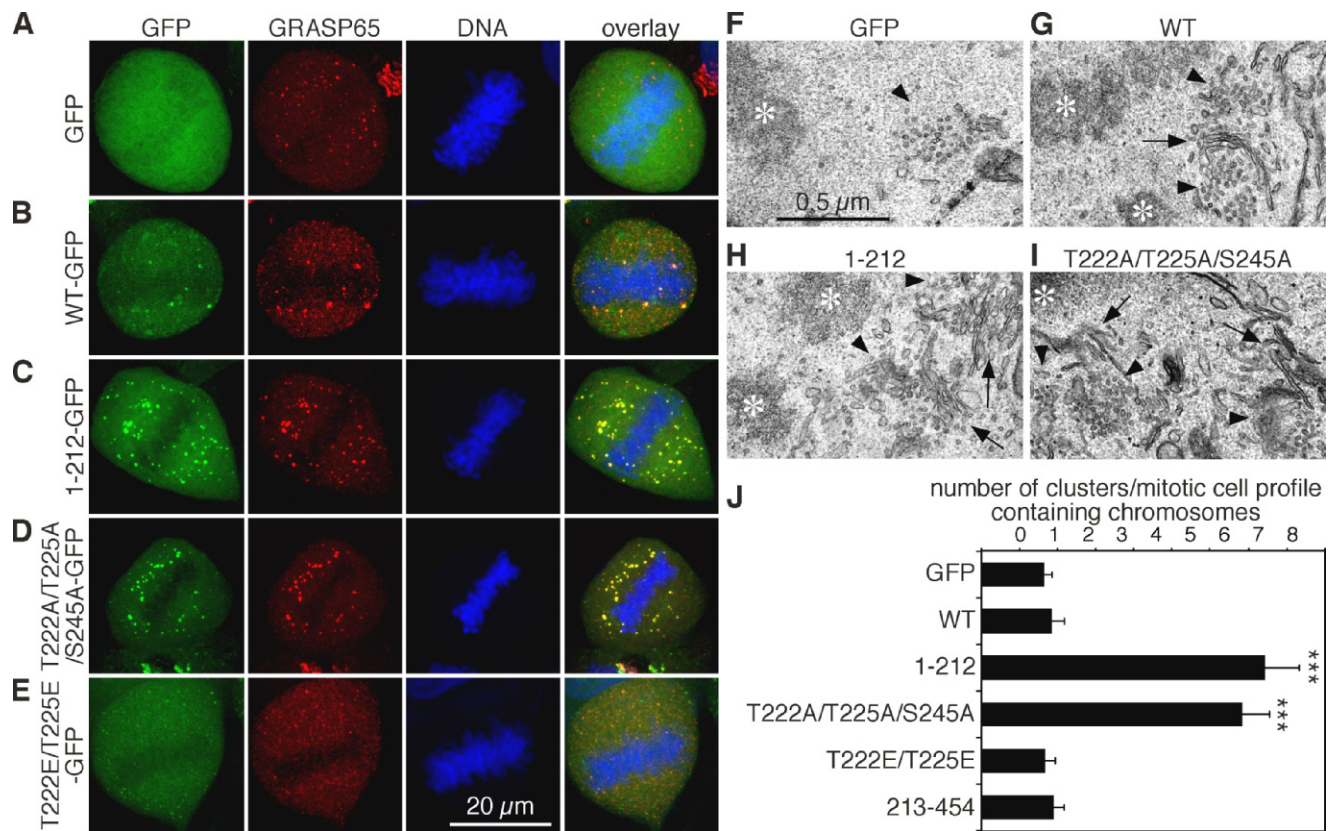 A GFP GRASP65 DNA overlay
GFP
B
WT-GFP
C
1-212-GFP
D
T222A/T225A
/S245A-GFP
E
T222E/T225E
-GFP
20 µm
F GFP
* 
0.5 µm
G WT
*
*
H 1-212
*
*
I T222A/T225A/S245A
*
J
number of clusters/mitotic cell profile
containing chromosomes
0 1 2 3 4 5 6 7 8
GFP
WT
1-212 ***
T222A/T225A/S245A ***
T222E/T225E
213-454